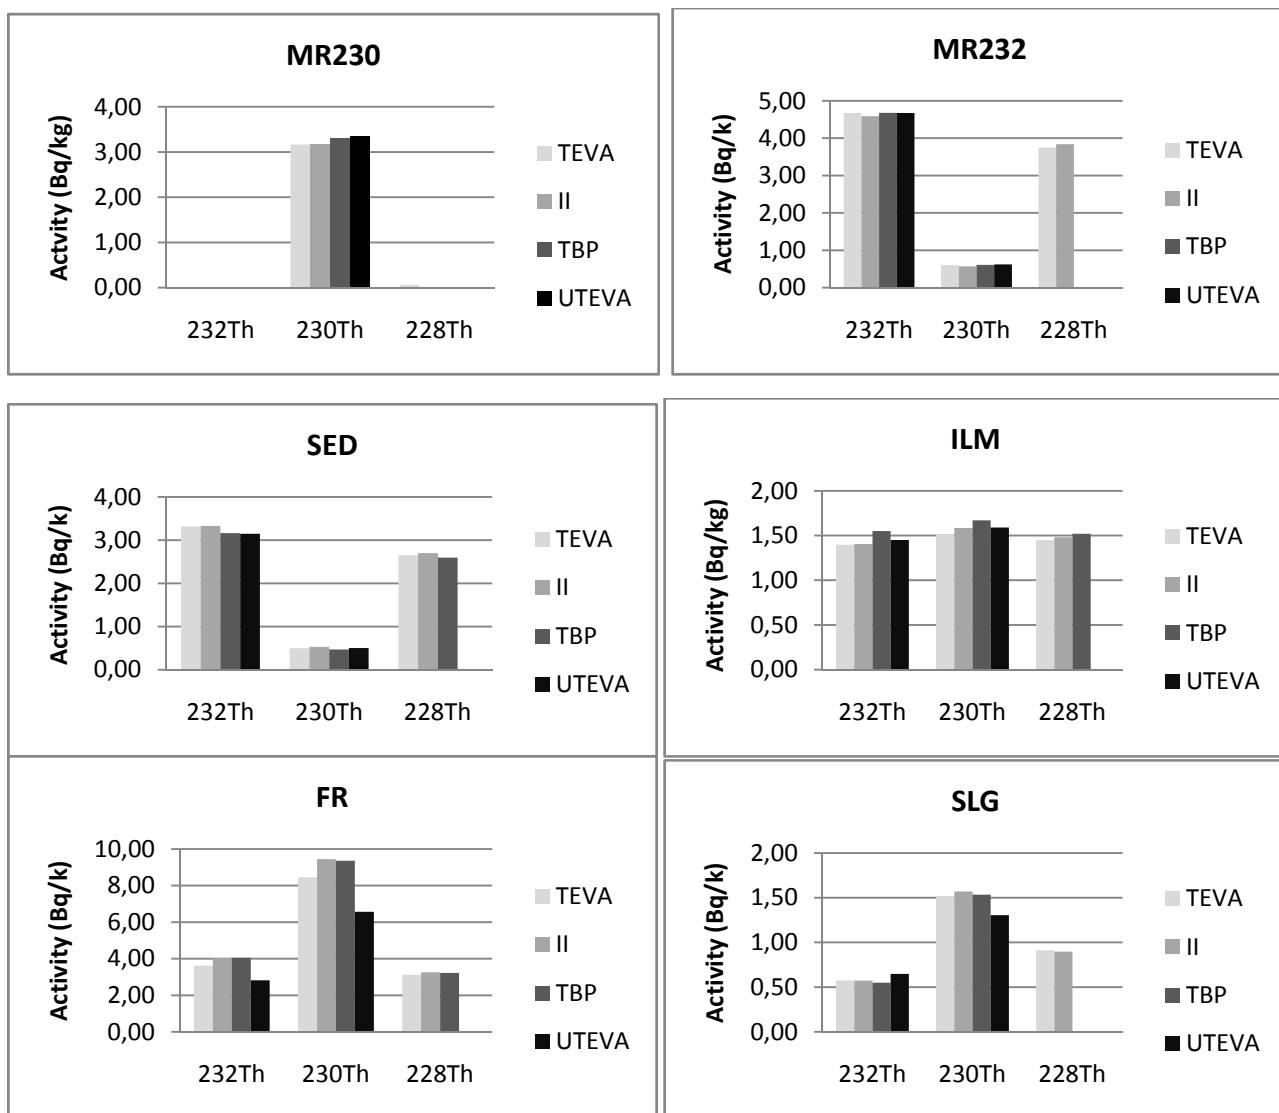 MR230
Actvity (Bq/kg)
4,00
3,00
2,00
1,00
0,00
232Th
230Th
228Th
TEVA
II
TBP
UTEVA
MR232
Activity (Bq/k)
5,00
4,00
3,00
2,00
1,00
0,00
232Th
230Th
228Th
TEVA
II
TBP
UTEVA
SED
Activity (Bq/k)
4,00
3,00
2,00
1,00
0,00
232Th
230Th
228Th
TEVA
II
TBP
UTEVA
ILM
Activity (Bq/kg)
2,00
1,50
1,00
0,50
0,00
232Th
230Th
228Th
TEVA
II
TBP
UTEVA
FR
Activity (Bq/k)
10,00
8,00
6,00
4,00
2,00
0,00
232Th
230Th
228Th
TEVA
II
TBP
UTEVA
SLG
Activity (Bq/k)
2,00
1,50
1,00
0,50
0,00
232Th
230Th
228Th
TEVA
II
TBP
UTEVA